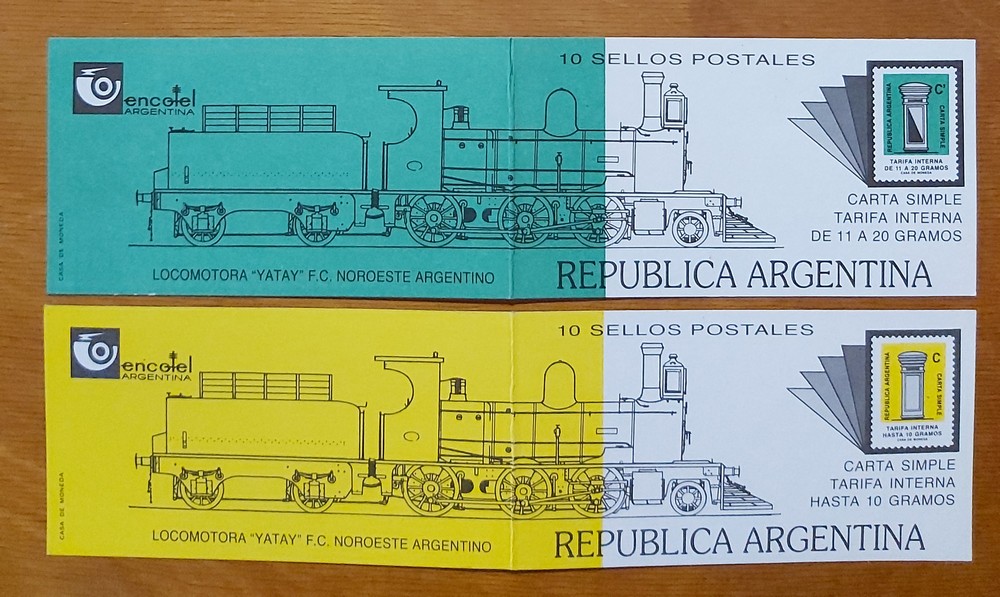 encotel
ARGENTINA
10 SELLOS POSTALES
REPUBLICA ARGENTINA
C'
CARTA SIMPLE
TARIFA INTERNA
DE 11 A 20 GRAMOS
CASA DE MONEDA
CARTA SIMPLE
TARIFA INTERNA
DE 11 A 20 GRAMOS
CASA DE MONEDA
LOCOMOTORA "YATAY" F.C. NOROESTE ARGENTINO
REPUBLICA ARGENTINA
encotel
ARGENTINA
10 SELLOS POSTALES
REPUBLICA ARGENTINA
C
CARTA SIMPLE
TARIFA INTERNA
HASTA 10 GRAMOS
CASA DE MONEDA
CARTA SIMPLE
TARIFA INTERNA
HASTA 10 GRAMOS
CASA DE MONEDA
LOCOMOTORA "YATAY" F.C. NOROESTE ARGENTINO
REPUBLICA ARGENTINA